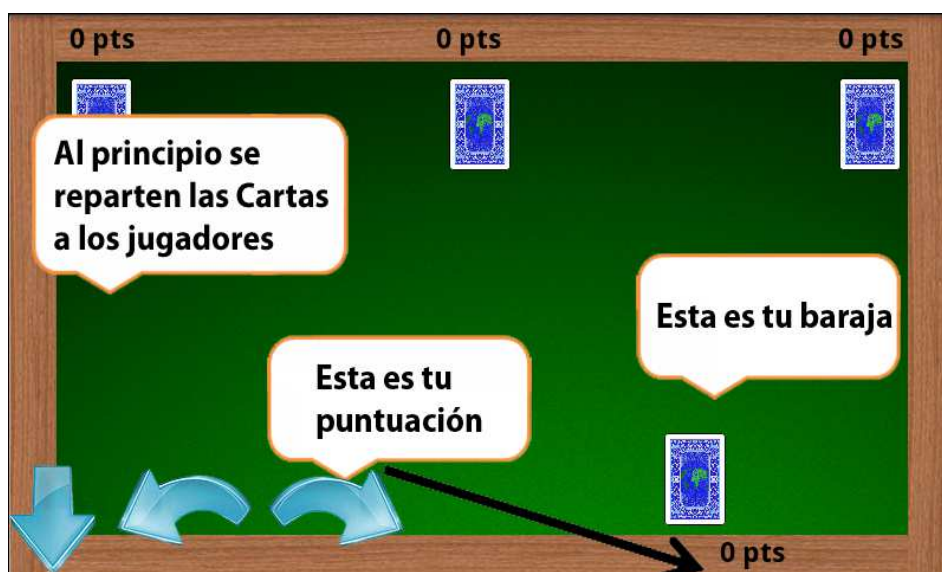 0 pts
0 pts
0 pts
Al principio se
reparten las Cartas
a los jugadores
Esta es tu baraja
Esta es tu
puntuación
0 pts